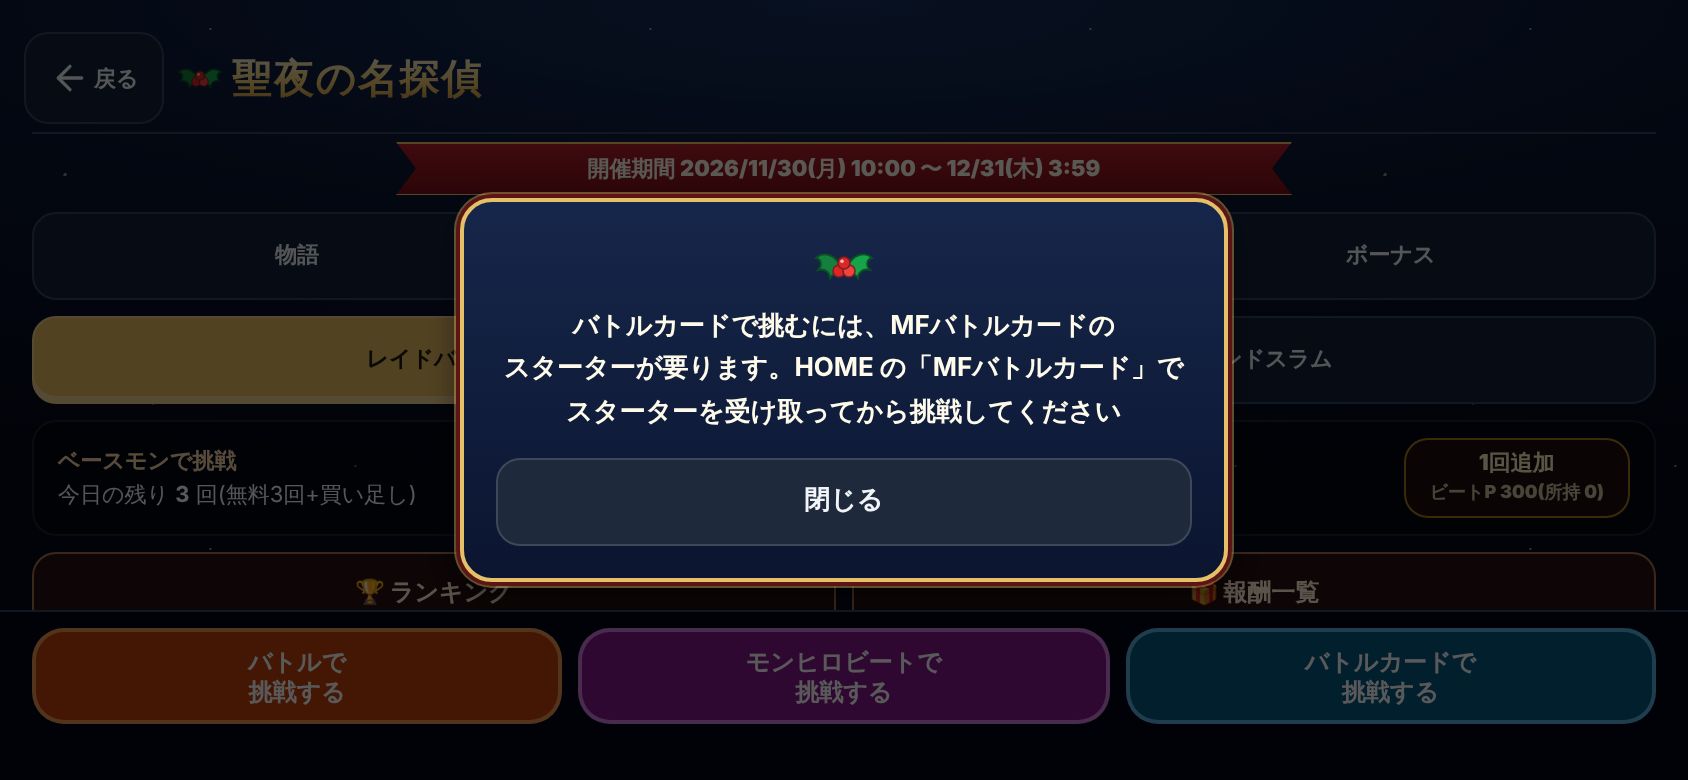 戻る
聖夜の名探偵
開催期間 2026/11/30(月) 10:00 〜 12/31(木) 3:59
物語
ボーナス
レイドバ
ンドスラム
バトルカードで挑むには、MFバトルカードの
スターターが要ります。HOME の「MFバトルカード」で
スターターを受け取ってから挑戦してください
閉じる
ベースモンで挑戦
今日の残り 3 回(無料3回+買い足し)
1回追加
ビートP 300(所持 0)
ランキング
報酬一覧
バトルで
挑戦する
モンヒロビートで
挑戦する
バトルカードで
挑戦する